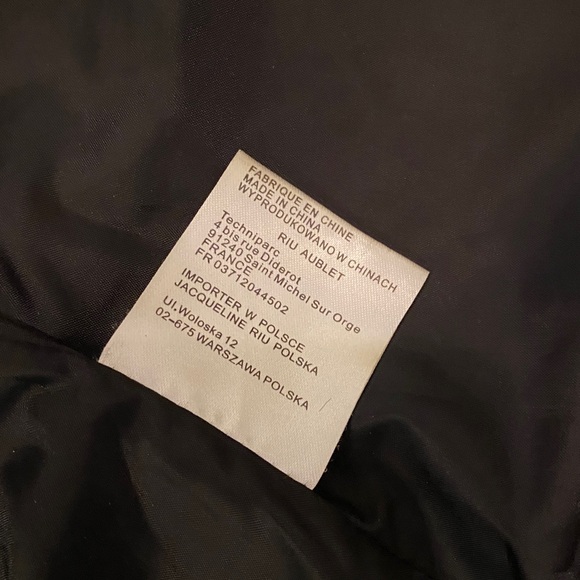 FABRIQUE EN CHINE
MADE IN CHINA
WYPRODUKOWANO W CHINACH
RIU AUBLET
Techniparc
4 bis rue Diderot
91240 Saint Michel Sur Orge
FRANCE
FR 03712044502
IMPORTER W POLSCE
JACQUELINE RIU POLSKA
Ul.Woloska 12
02-675 WARSZAWA POLSKA